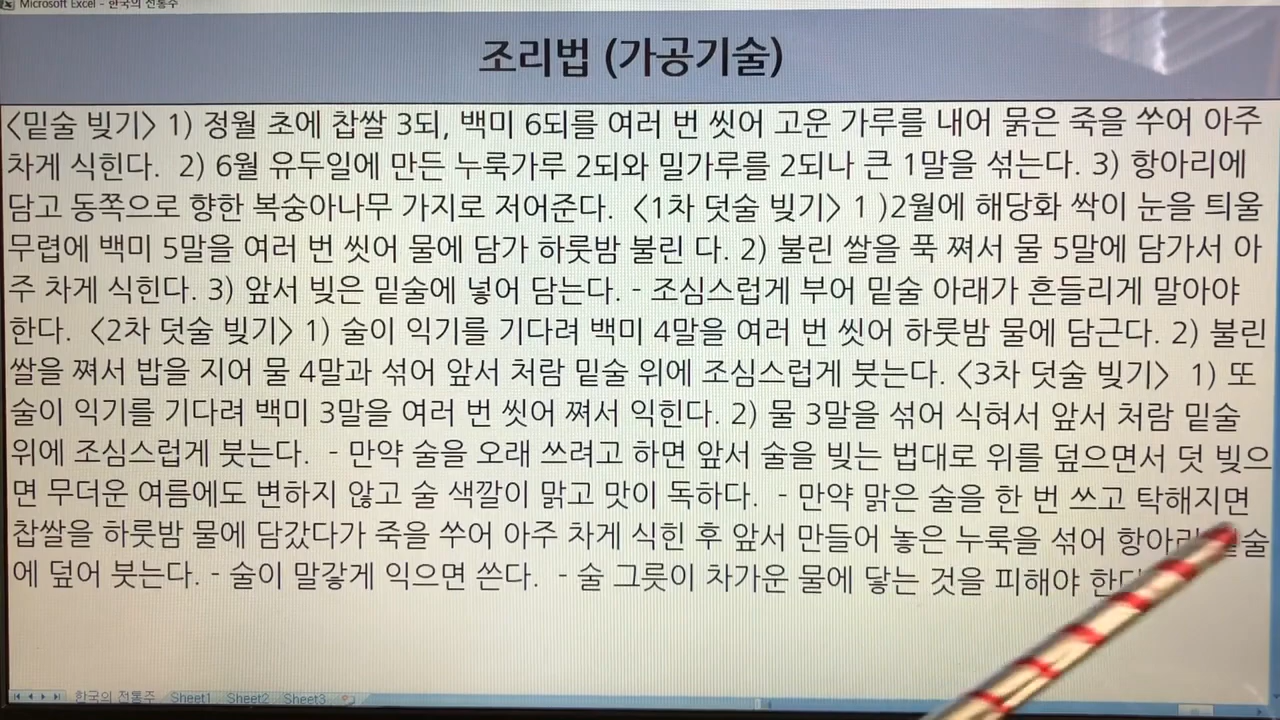 Microsoft Excel - 한국의 전통주
조리법 (가공기술)
<밑술 빚기> 1) 정월 초에 찹쌀 3되, 백미 6되를 여러 번 씻어 고운 가루를 내어 묽은 죽을 쑤어 아주
차게 식힌다. 2) 6월 유두일에 만든 누룩가루 2되와 밀가루를 2되나 큰 1말을 섞는다. 3) 항아리에
담고 동쪽으로 향한 복숭아나무 가지로 저어준다. <1차 덧술 빚기> 1 )2월에 해당화 싹이 눈을 틔울
무렵에 백미 5말을 여러 번 씻어 물에 담가 하룻밤 불린 다. 2) 불린 쌀을 푹 쪄서 물 5말에 담가서 아
주 차게 식힌다. 3) 앞서 빚은 밑술에 넣어 담는다. - 조심스럽게 부어 밑술 아래가 흔들리게 말아야
한다. <2차 덧술 빚기> 1) 술이 익기를 기다려 백미 4말을 여러 번 씻어 하룻밤 물에 담근다. 2) 불린
쌀을 쪄서 밥을 지어 물 4말과 섞어 앞서 처람 밑술 위에 조심스럽게 붓는다. <3차 덧술 빚기> 1) 또
술이 익기를 기다려 백미 3말을 여러 번 씻어 쪄서 익힌다. 2) 물 3말을 섞어 식혀서 앞서 처람 밑술
위에 조심스럽게 붓는다. - 만약 술을 오래 쓰려고 하면 앞서 술을 빚는 법대로 위를 덮으면서 덧 빚으
면 무더운 여름에도 변하지 않고 술 색깔이 맑고 맛이 독하다. - 만약 맑은 술을 한 번 쓰고 탁해지면
찹쌀을 하룻밤 물에 담갔다가 죽을 쑤어 아주 차게 식힌 후 앞서 만들어 놓은 누룩을 섞어
에 덮어 붓는다. - 술이 말갛게 익으면 쓴다. - 술 그릇이 차가운 물에 닿는 것을 피해야
한국의 전통주 Sheet1 Sheet2 Sheet3